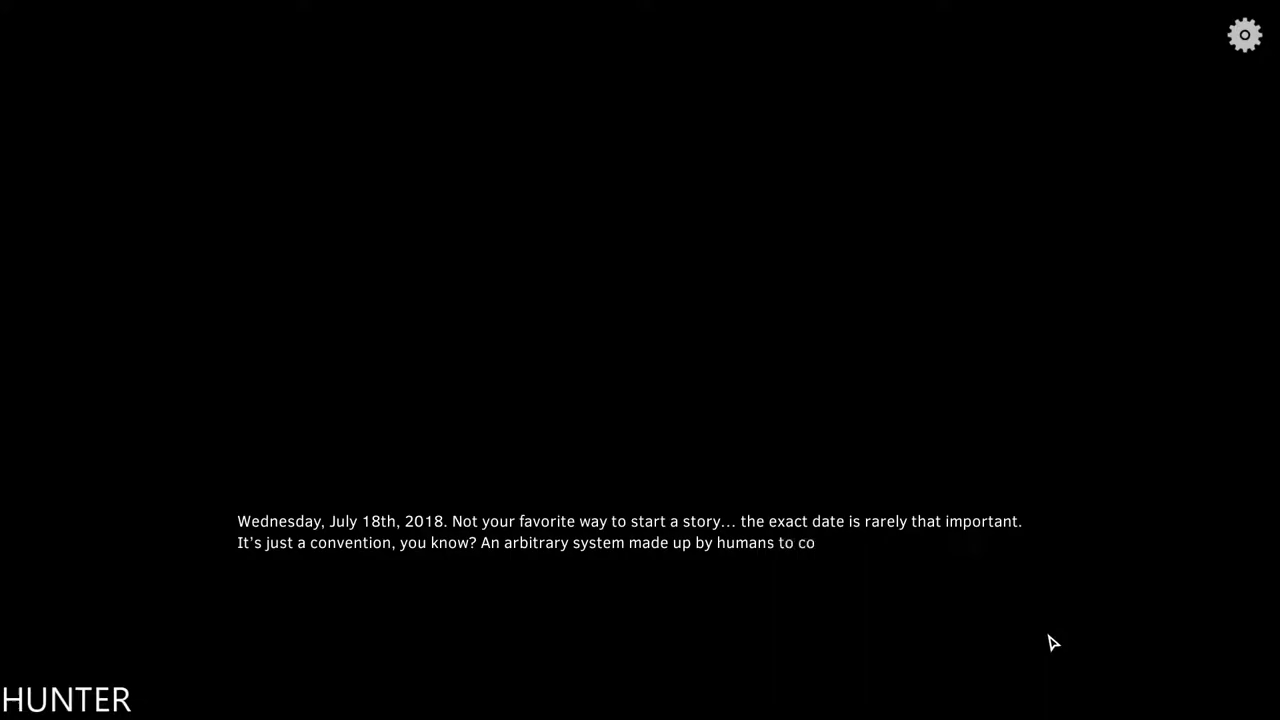 Wednesday, July 18th, 2018. Not your favorite way to start a story... the exact date is rarely that important.
It's just a convention, you know? An arbitrary system made up by humans to co
HUNTER